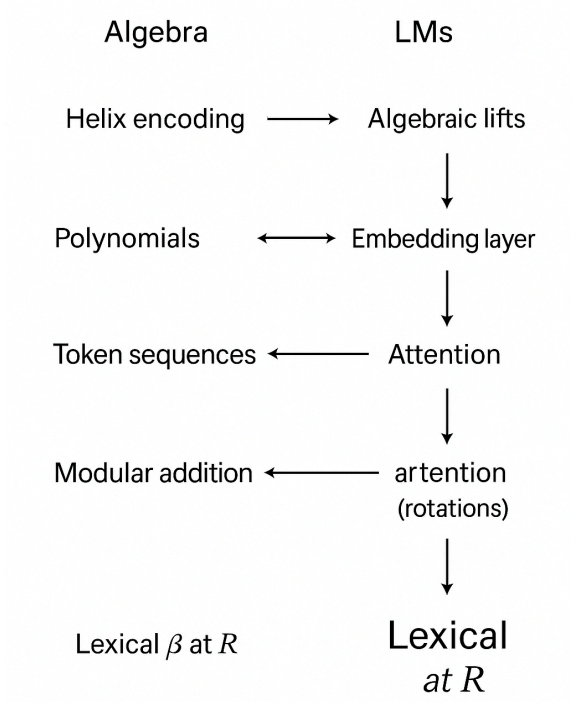 Algebra LMs
Helix encoding Algebraic lifts
Polynomials Embedding layer
Token sequences Attention
Modular addition artention
(rotations)
Lexical β at R Lexical
at R